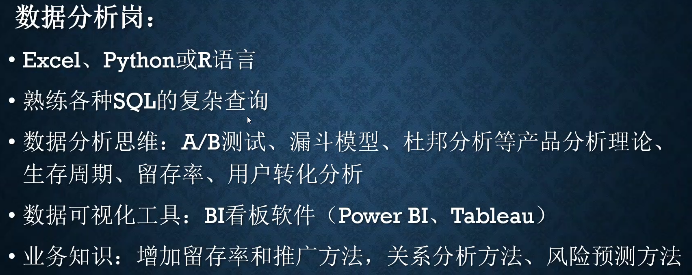 数据分析岗：
• Excel、Python或R语言
• 熟练各种SQL的复杂查询
• 数据分析思维：A/B测试、漏斗模型、杜邦分析等产品分析理论、
生存周期、留存率、用户转化分析
• 数据可视化工具：BI看板软件（Power BI、Tableau）
• 业务知识：增加留存率和推广方法，关系分析方法、风险预测方法